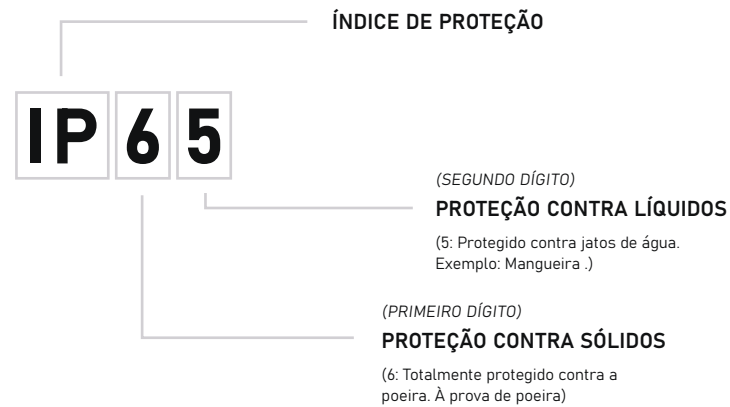 ÍNDICE DE PROTEÇÃO
IP 6 5
(SEGUNDO DÍGITO)
PROTEÇÃO CONTRA LÍQUIDOS
(5: Protegido contra jatos de água.
Exemplo: Mangueira .)
(PRIMEIRO DÍGITO)
PROTEÇÃO CONTRA SÓLIDOS
(6: Totalmente protegido contra a
poeira. À prova de poeira)